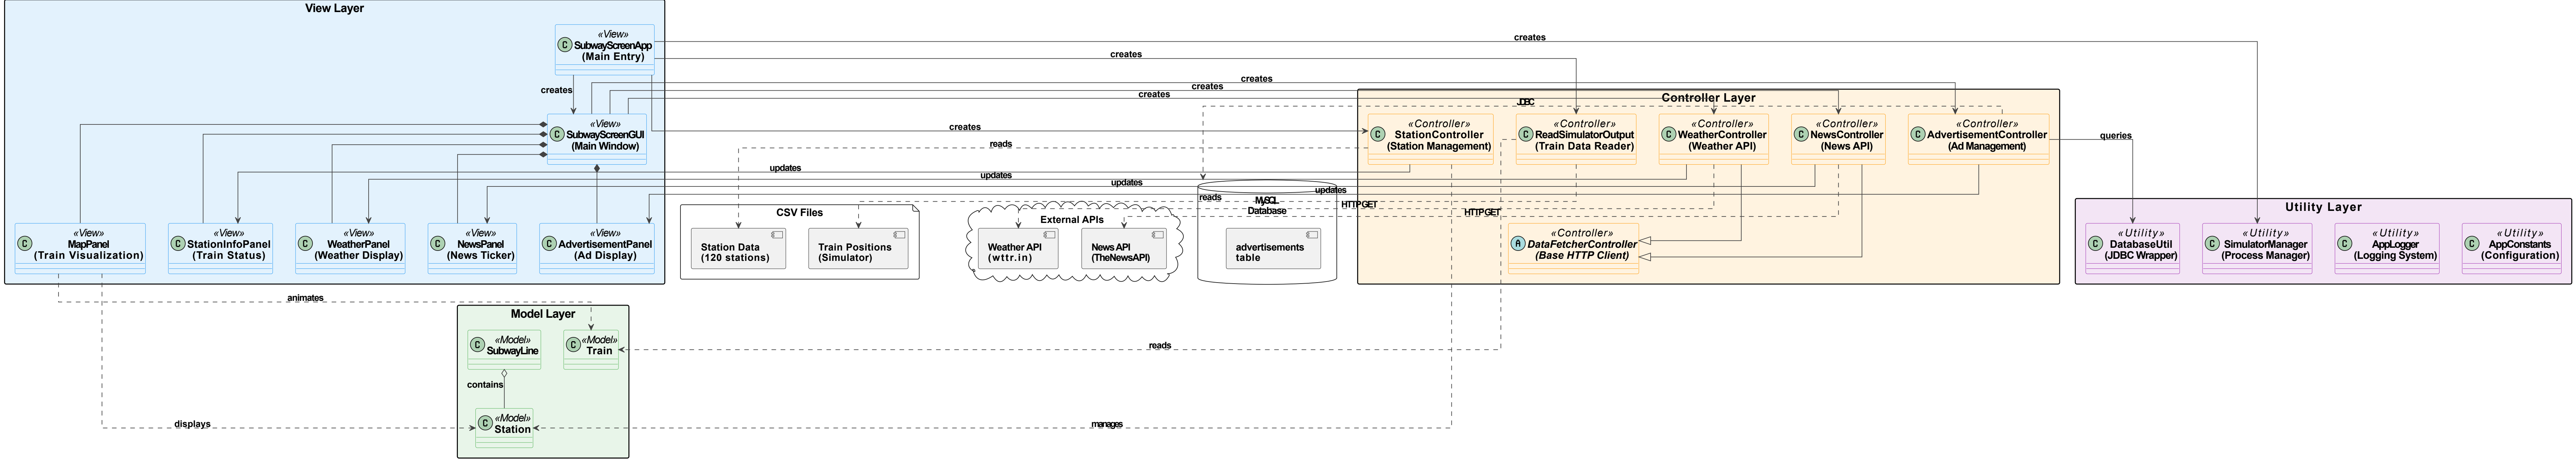 View Layer
«View»
SubwayScreenApp
(Main Entry)
creates
creates
creates
creates
creates
creates
creates
«View»
SubwayScreenGUI
(Main Window)
JDBC
Controller Layer
«Controller»
StationController
(Station Management)
«Controller»
ReadSimulatorOutput
(Train Data Reader)
«Controller»
WeatherController
(Weather API)
«Controller»
NewsController
(News API)
«Controller»
AdvertisementController
(Ad Management)
queries
reads
updates
updates
updates
updates
reads
HTTP GET
HTTP GET
«View»
MapPanel
(Train Visualization)
«View»
StationInfoPanel
(Train Status)
«View»
WeatherPanel
(Weather Display)
«View»
NewsPanel
(News Ticker)
«View»
AdvertisementPanel
(Ad Display)
CSV Files
Station Data
(120 stations)
Train Positions
(Simulator)
External APIs
Weather API
(wttr.in)
News API
(TheNewsAPI)
MySQL
Database
advertisements
table
«Controller»
DataFetcherController
(Base HTTP Client)
Utility Layer
«Utility»
DatabaseUtil
(JDBC Wrapper)
«Utility»
SimulatorManager
(Process Manager)
«Utility»
AppLogger
(Logging System)
«Utility»
AppConstants
(Configuration)
animates
Model Layer
«Model»
SubwayLine
«Model»
Train
reads
contains
«Model»
Station
displays
manages
C
C
C
C
C
C
C
C
C
C
C
C
A
C
C
C
C
C
C
C